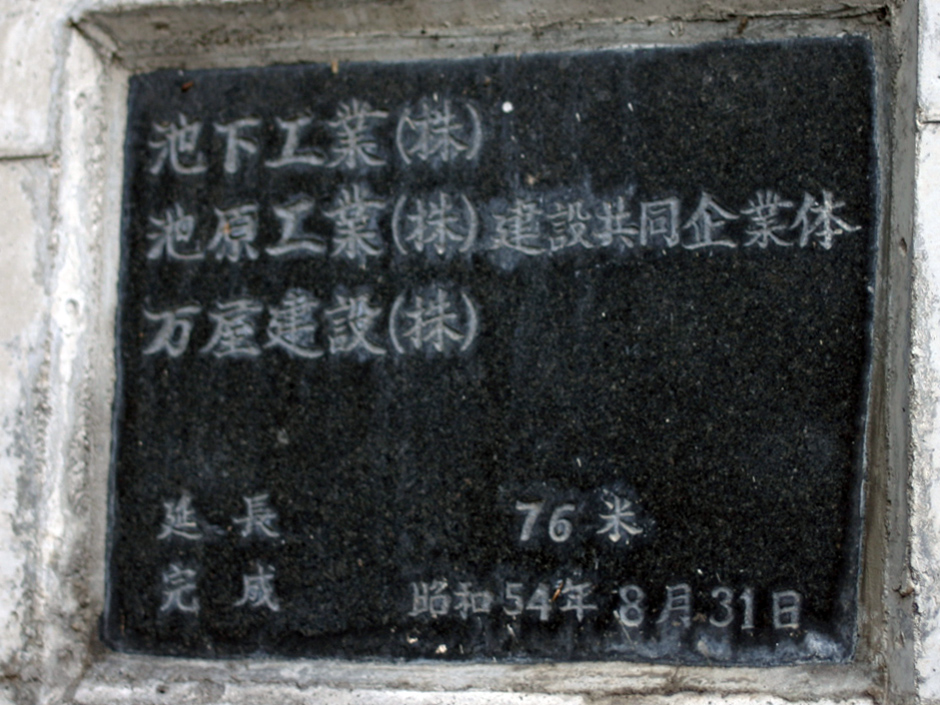 池下工業(株)
池原工業(株)建設共同企業体
万屋建設(株)
延長 76米
完成 昭和54年8月31日